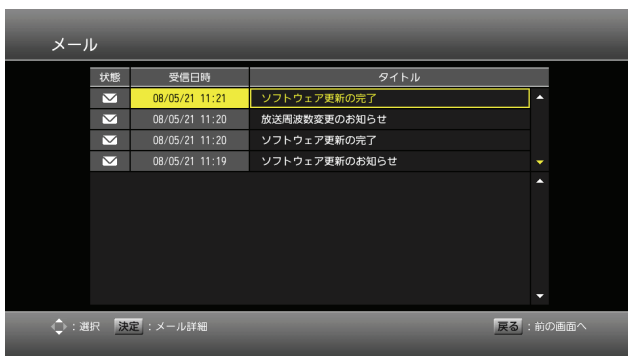 メール
状態 受信日時 タイトル
08/05/21 11:21 ソフトウェア更新の完了
08/05/21 11:20 放送周波数変更のお知らせ
08/05/21 11:20 ソフトウェア更新の完了
08/05/21 11:19 ソフトウェア更新のお知らせ
：選択 決定：メール詳細 戻る：前の画面へ